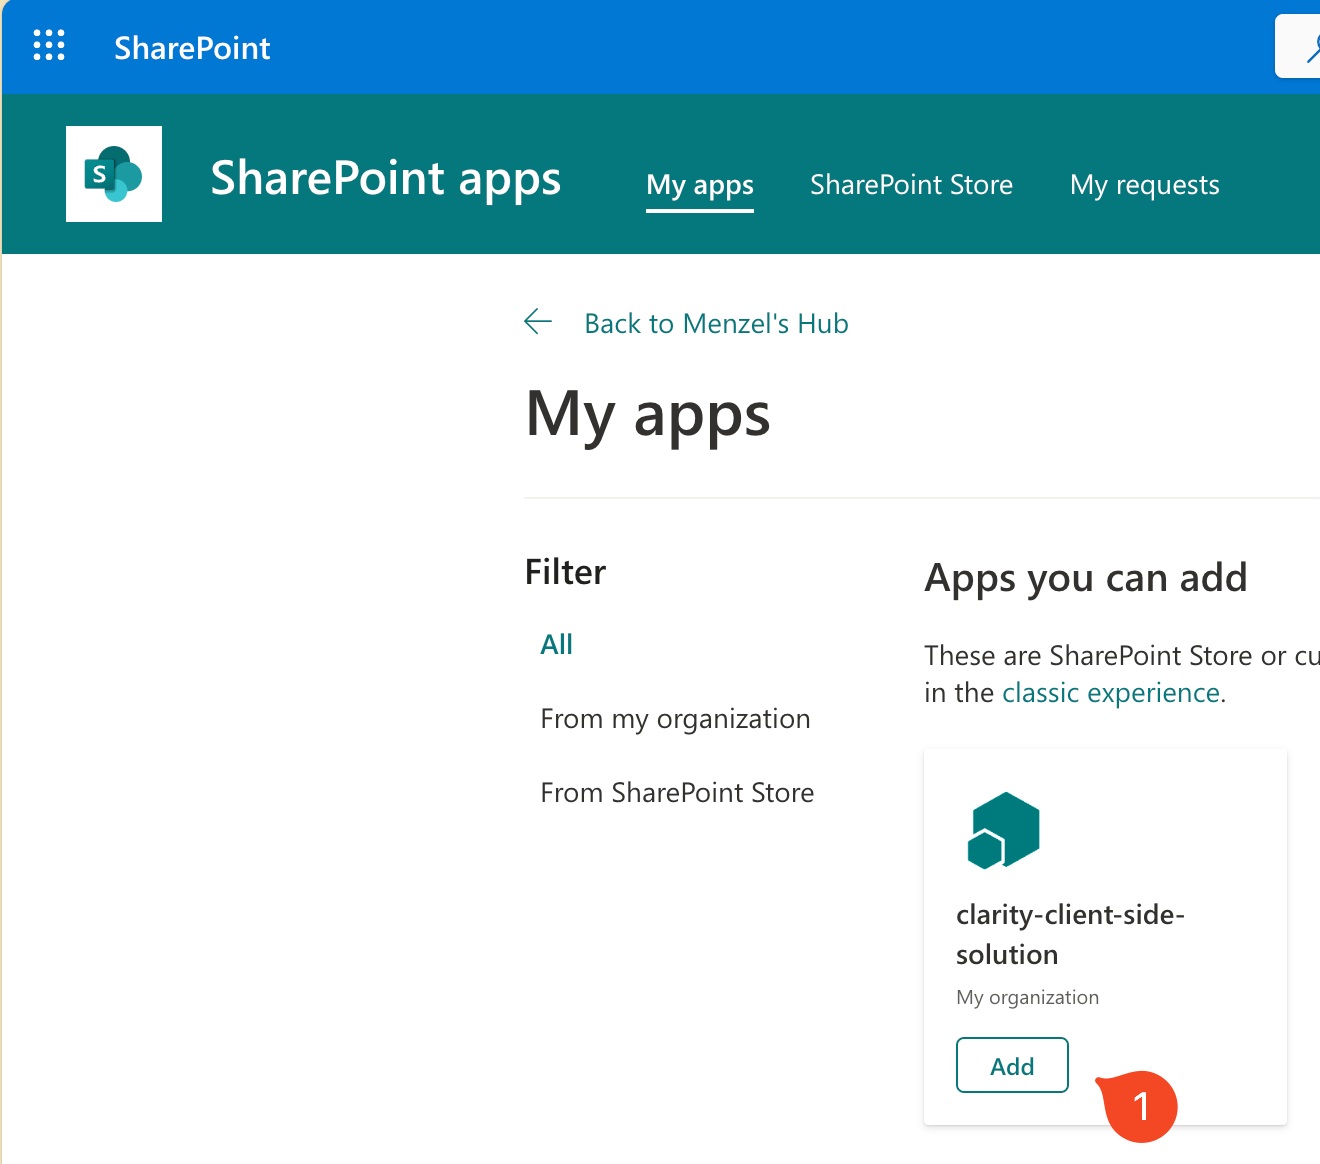 SharePoint
S
SharePoint apps
My apps
SharePoint Store
My requests
Back to Menzel's Hub
My apps
Filter
All
From my organization
From SharePoint Store
Apps you can add
These are SharePoint Store or cu
in the classic experience.
clarity-client-side-
solution
My organization
Add
1